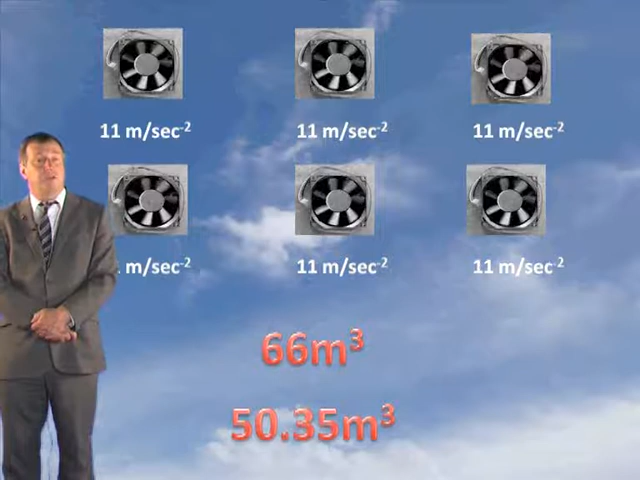 11 m/sec-2 11 m/sec-2 11 m/sec-2
m/sec-2 11 m/sec-2 11 m/sec-2
66m³
50.35m³